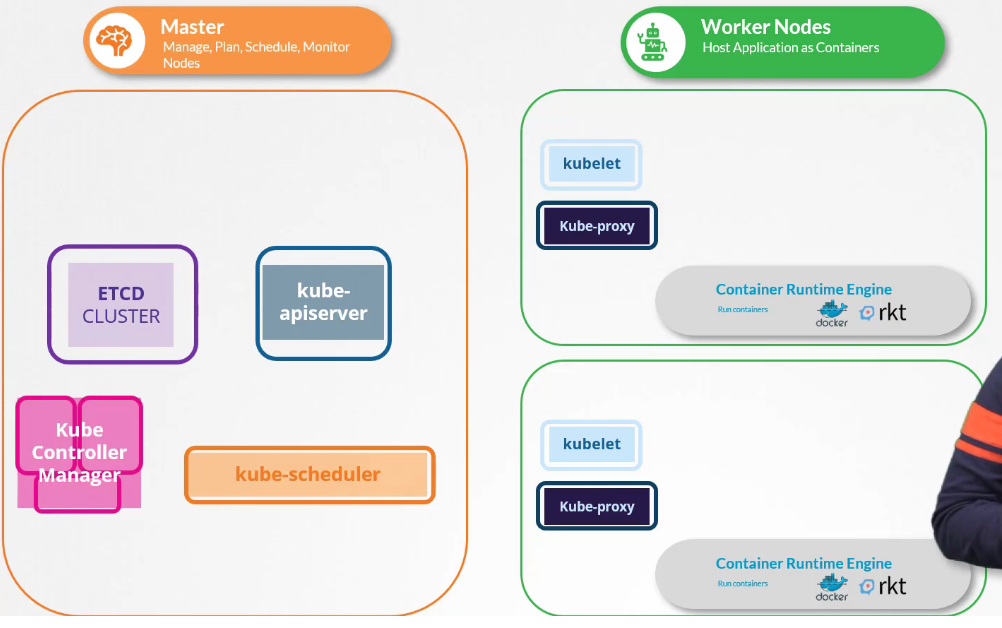 Master
Manage, Plan, Schedule, Monitor
Nodes
Worker Nodes
Host Application as Containers
ETCD
CLUSTER
kube-
apiserver
Kube
Controller
Manager
kube-scheduler
kubelet
Kube-proxy
Container Runtime Engine
Run containers
docker
rkt
kubelet
Kube-proxy
Container Runtime Engine
Run containers
docker
rkt